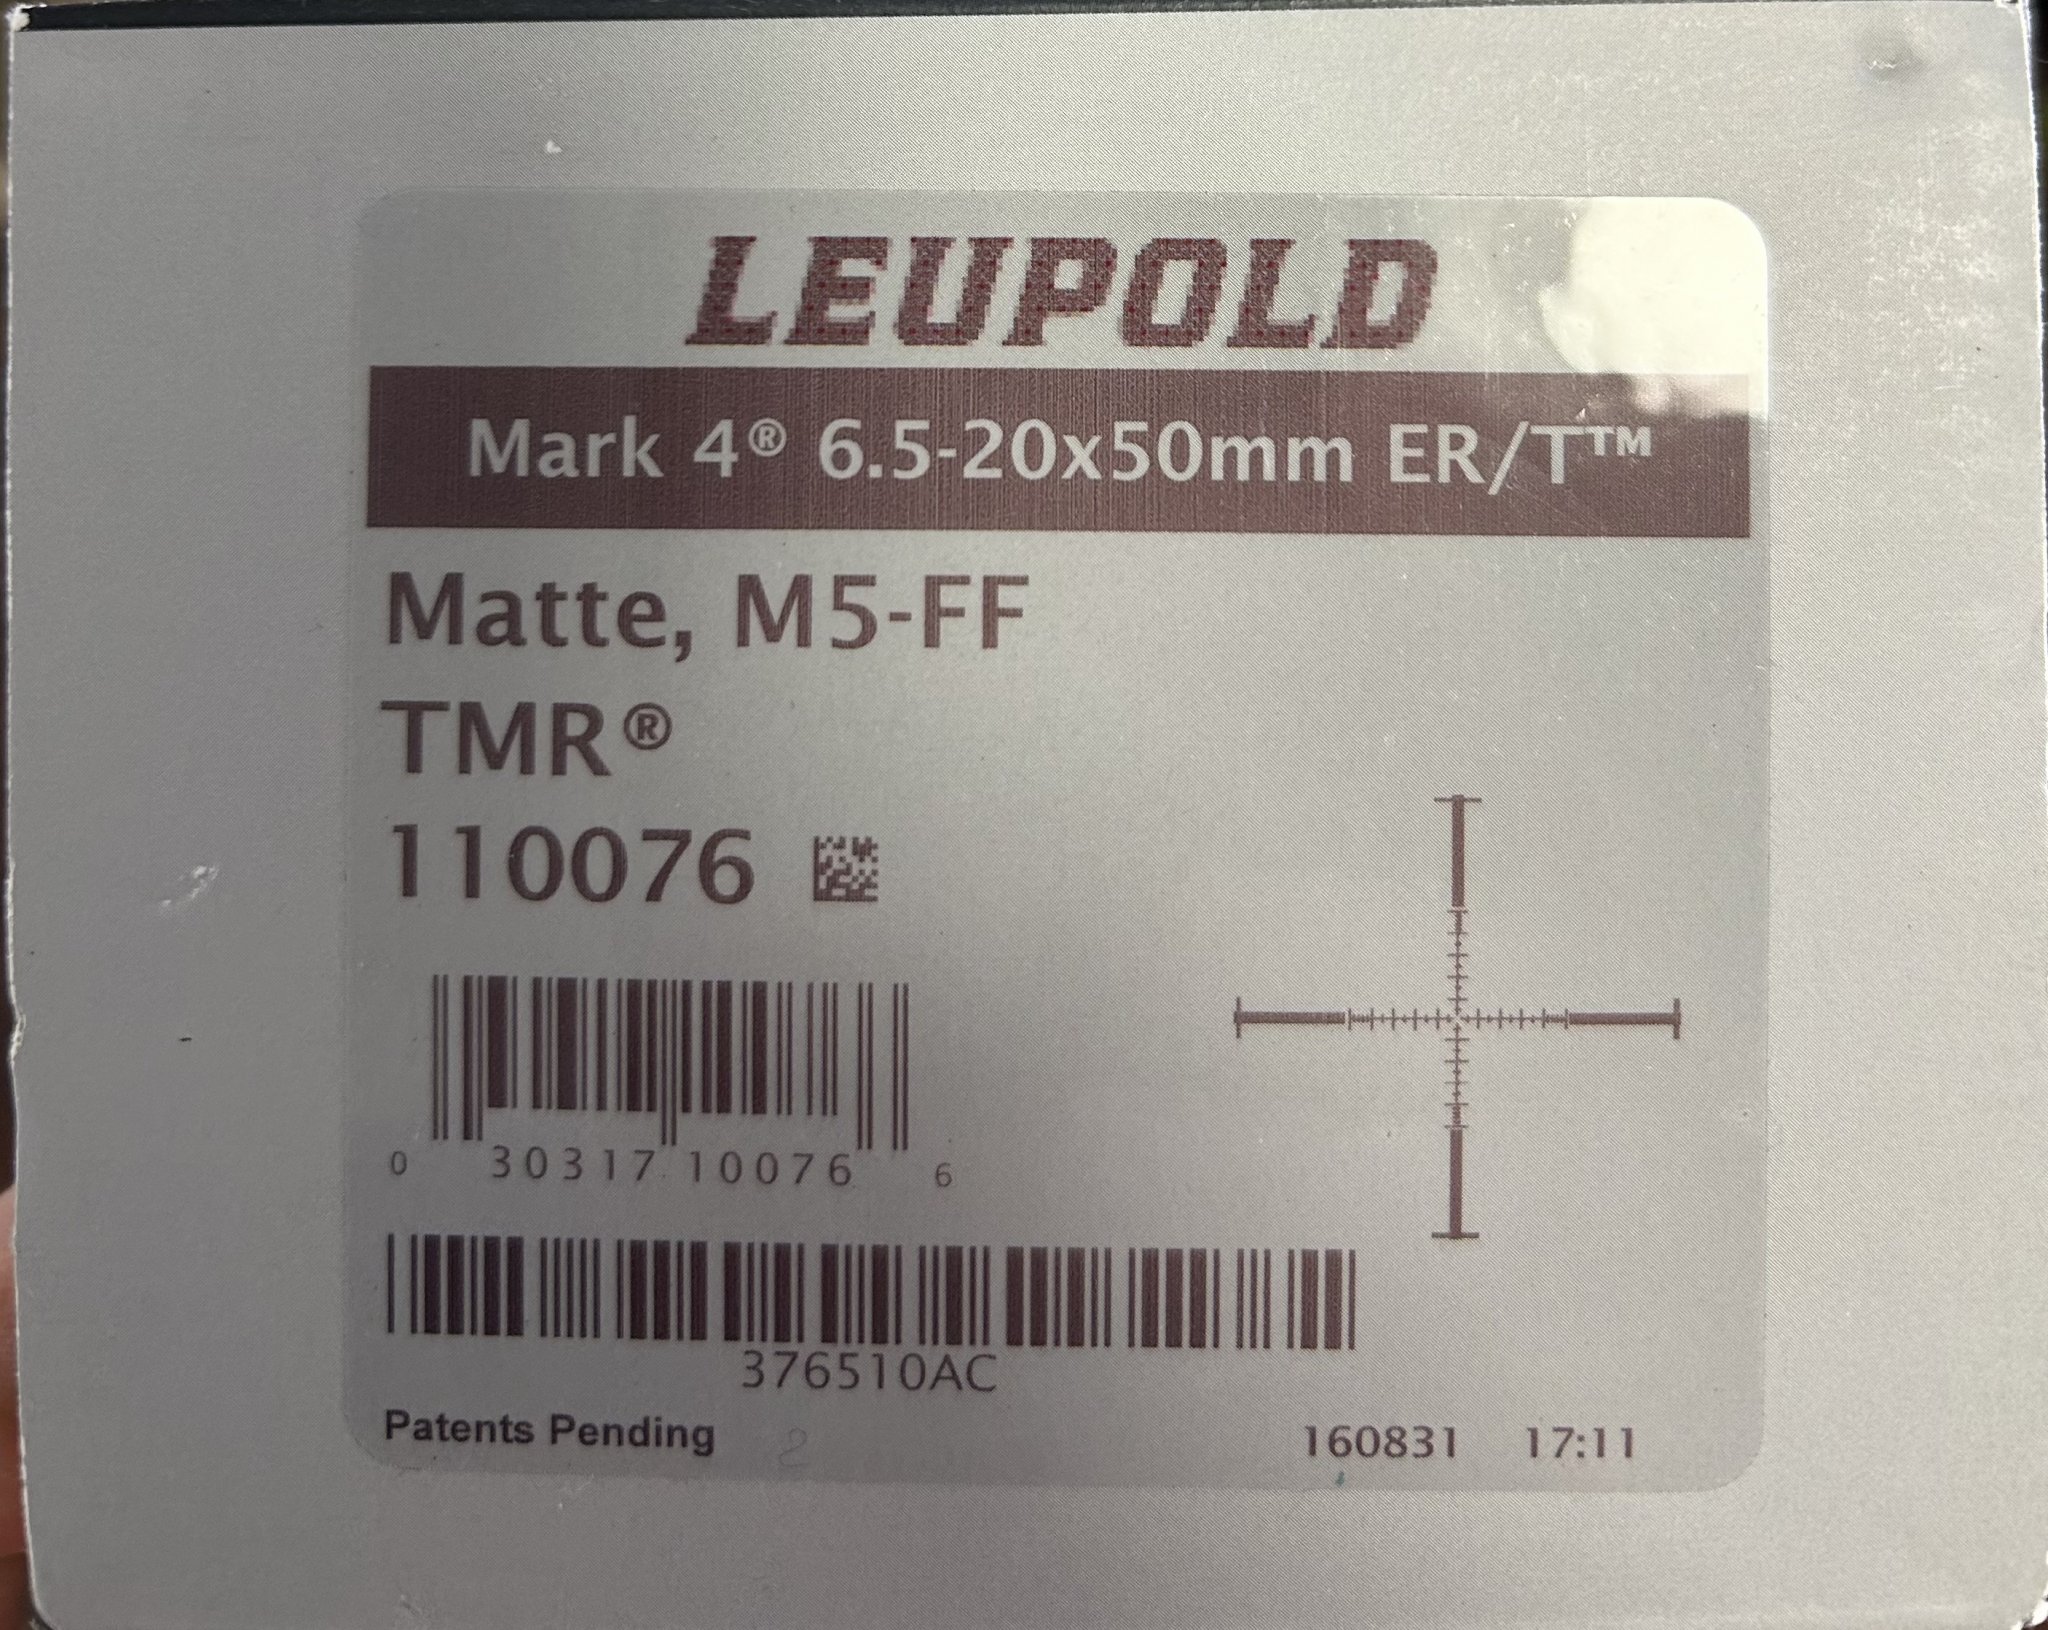 LEUPOLD
Mark 4® 6.5-20x50mm ER/T™
Matte, M5-FF
TMR®
110076
0 30317 10076 6
376510AC
Patents Pending 2 160831 17:11